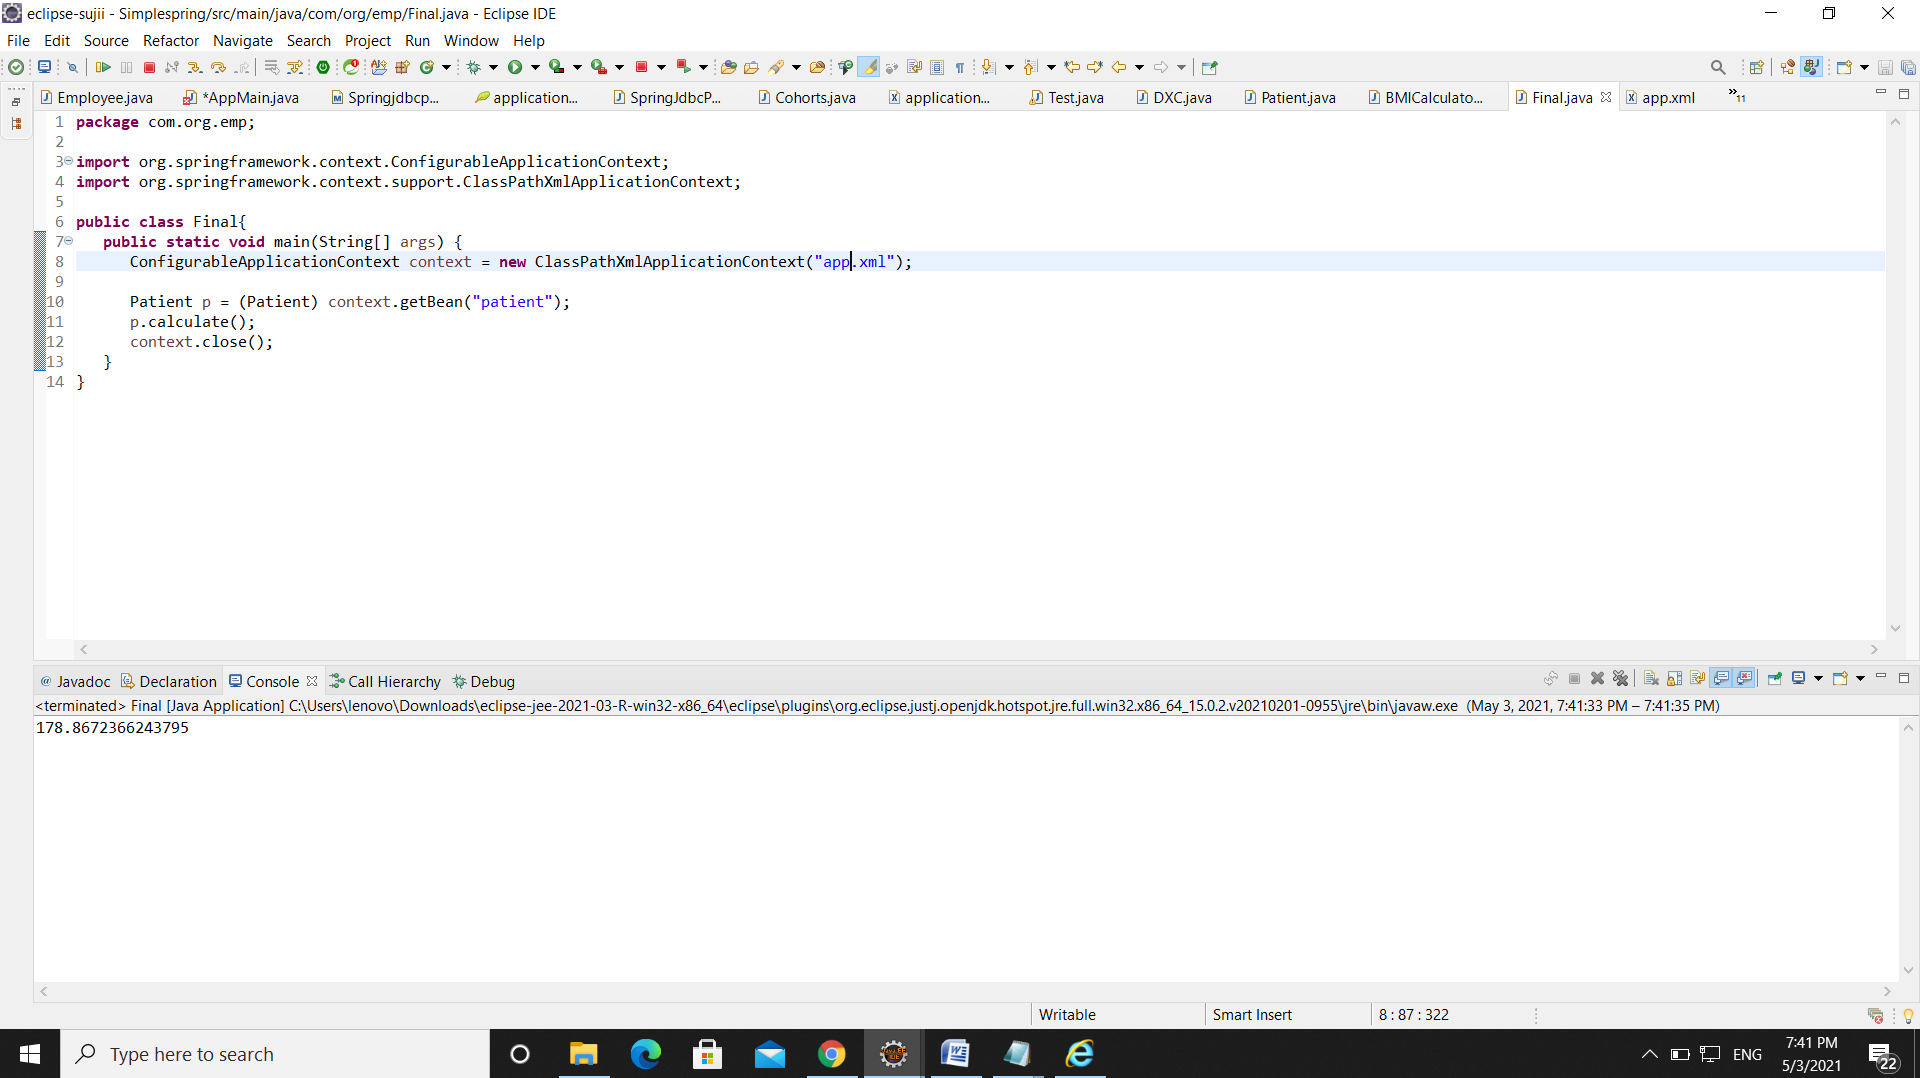 eclipse-sujii - Simplespring/src/main/java/com/org/emp/Final.java - Eclipse IDE
File Edit Source Refactor Navigate Search Project Run Window Help
Employee.java *AppMain.java Springjdbcp... application... SpringJdbcP... Cohorts.java application... Test.java DXC.java Patient.java BMICalculato... Final.java app.xml »11
1 package com.org.emp;
2
3 import org.springframework.context.ConfigurableApplicationContext;
4 import org.springframework.context.support.ClassPathXmlApplicationContext;
5
6 public class Final{
7 public static void main(String[] args) {
8 ConfigurableApplicationContext context = new ClassPathXmlApplicationContext("app.xml");
9
10 Patient p = (Patient) context.getBean("patient");
11 p.calculate();
12 context.close();
13 }
14 }
@ Javadoc Declaration Console Call Hierarchy Debug
<terminated> Final [Java Application] C:\Users\lenovo\Downloads\eclipse-jee-2021-03-R-win32-x86_64\eclipse\plugins\org.eclipse.justj.openjdk.hotspot.jre.full.win32.x86_64_15.0.2.v20210201-0955\jre\bin\javaw.exe (May 3, 2021, 7:41:33 PM – 7:41:35 PM)
178.8672366243795
Writable Smart Insert 8 : 87 : 322
Type here to search
ENG
7:41 PM
5/3/2021
22